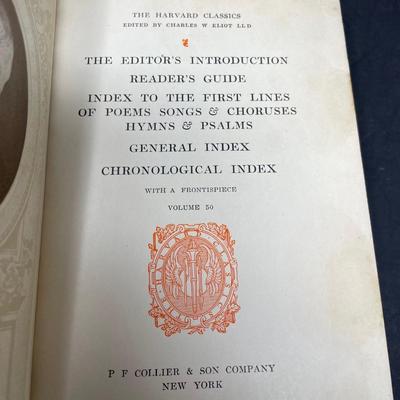 THE HARVARD CLASSICS
EDITED BY CHARLES W ELIOT LLD
THE EDITOR'S INTRODUCTION
READER'S GUIDE
INDEX TO THE FIRST LINES
OF POEMS SONGS & CHORUSES
HYMNS & PSALMS
GENERAL INDEX
CHRONOLOGICAL INDEX
WITH A FRONTISPIECE
VOLUME 50
P F COLLIER & SON COMPANY
NEW YORK